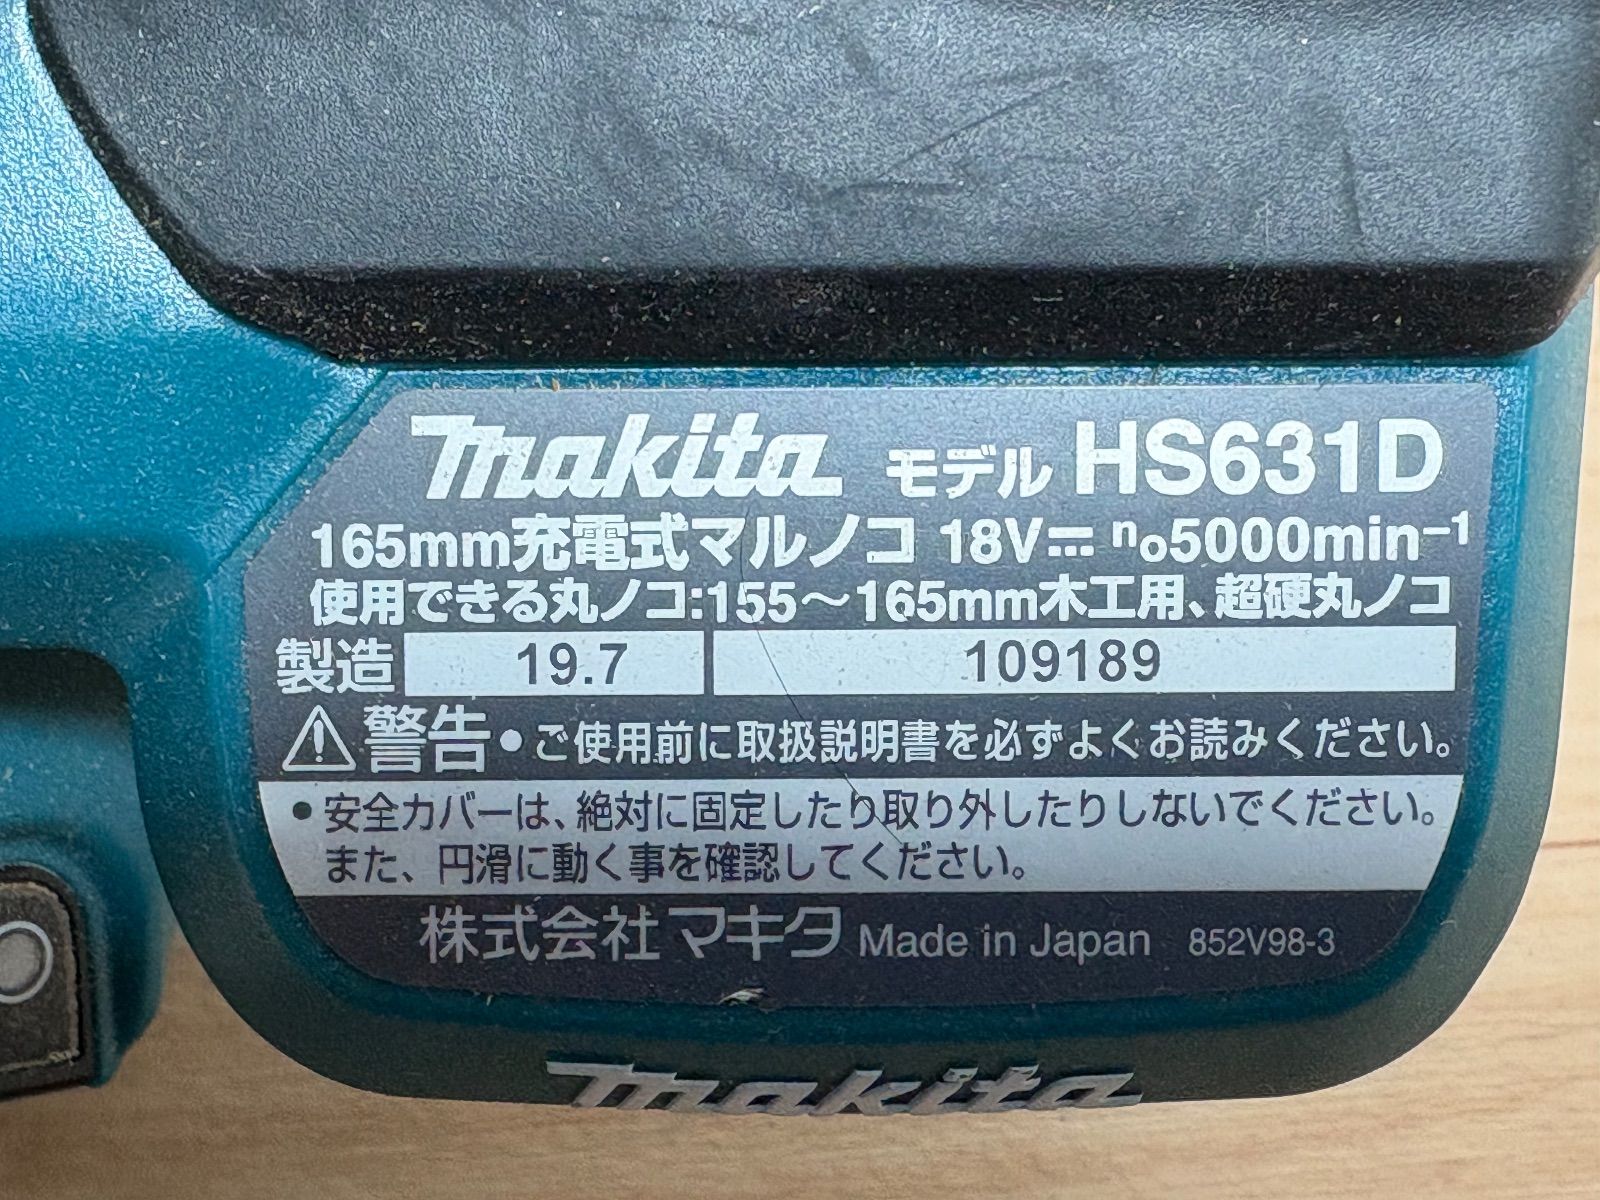 makita モデル HS631D
165mm充電式マルノコ 18V⎓ n₀5000min⁻¹
使用できる丸ノコ:155～165mm木工用、超硬丸ノコ
製造 19.7 109189
⚠警告・ご使用前に取扱説明書を必ずよくお読みください。
・安全カバーは、絶対に固定したり取り外したりしないでください。
また、円滑に動く事を確認してください。
株式会社マキタ Made in Japan 852V98-3
makita